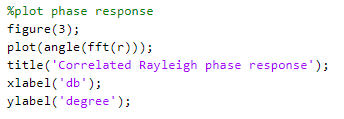 %plot phase response
figure(3);
plot(angle(fft(r)));
title('Correlated Rayleigh phase response');
xlabel('db');
ylabel('degree');